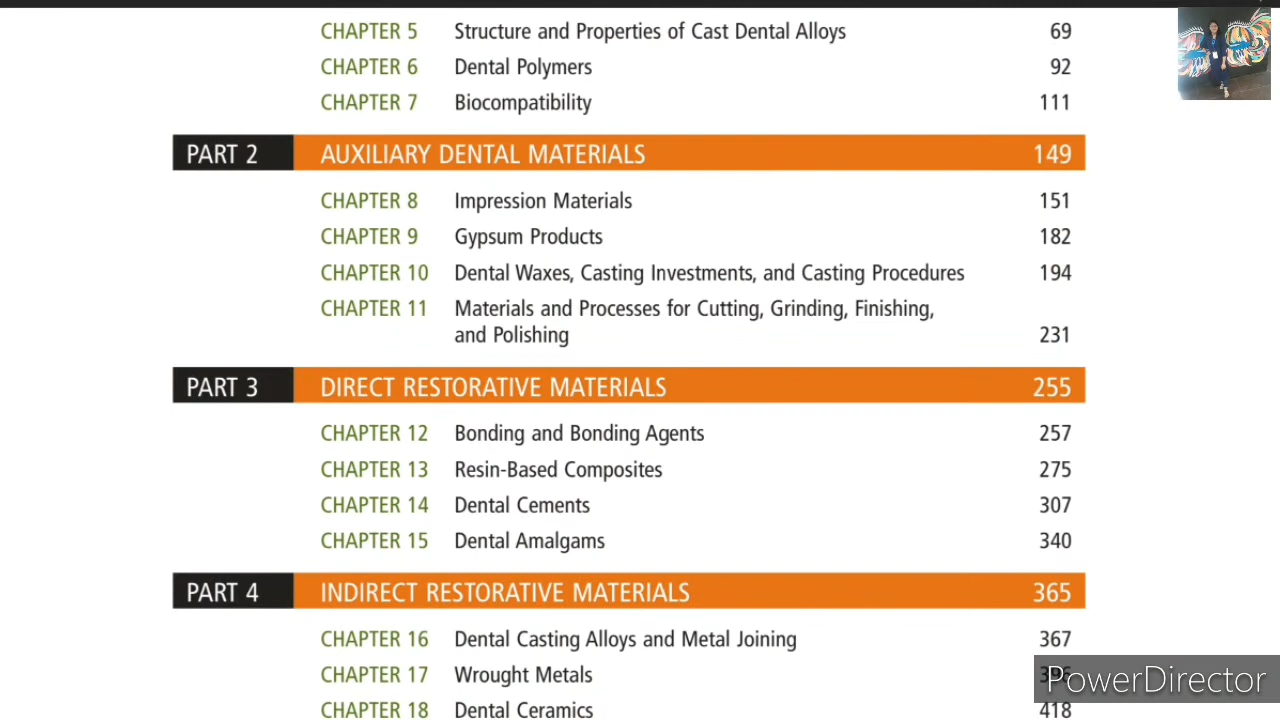 CHAPTER 5 Structure and Properties of Cast Dental Alloys 69
CHAPTER 6 Dental Polymers 92
CHAPTER 7 Biocompatibility 111
PART 2 AUXILIARY DENTAL MATERIALS 149
CHAPTER 8 Impression Materials 151
CHAPTER 9 Gypsum Products 182
CHAPTER 10 Dental Waxes, Casting Investments, and Casting Procedures 194
CHAPTER 11 Materials and Processes for Cutting, Grinding, Finishing,
and Polishing 231
PART 3 DIRECT RESTORATIVE MATERIALS 255
CHAPTER 12 Bonding and Bonding Agents 257
CHAPTER 13 Resin-Based Composites 275
CHAPTER 14 Dental Cements 307
CHAPTER 15 Dental Amalgams 340
PART 4 INDIRECT RESTORATIVE MATERIALS 365
CHAPTER 16 Dental Casting Alloys and Metal Joining 367
CHAPTER 17 Wrought Metals 396
PowerDirector
CHAPTER 18 Dental Ceramics 418